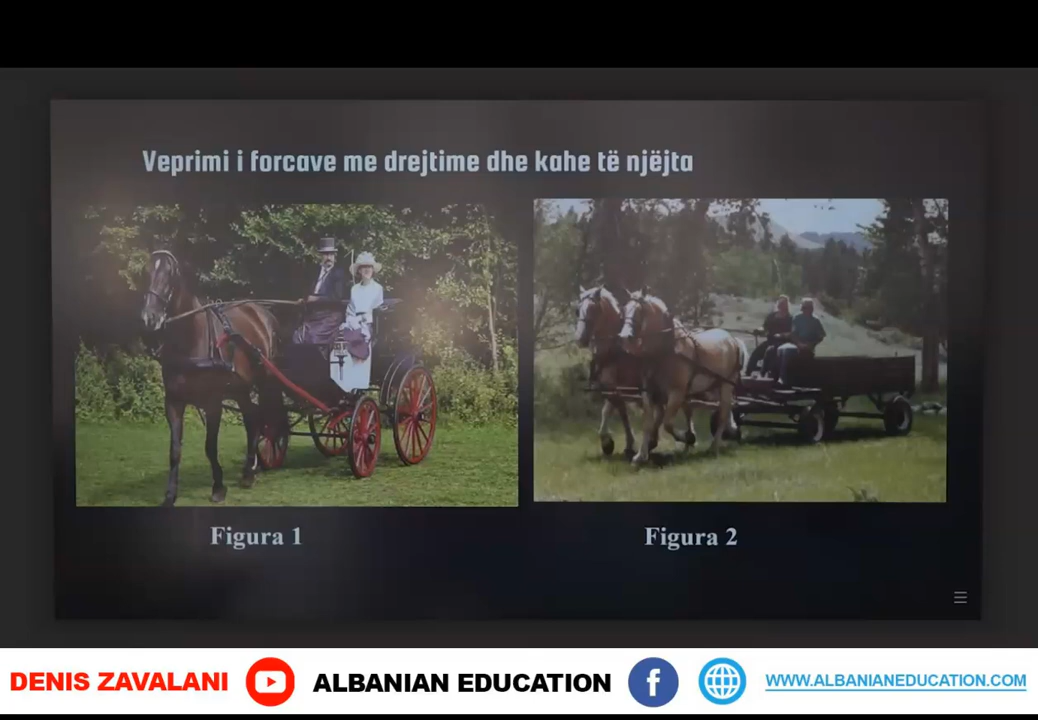 Veprimi i forcave me drejtime dhe kahe të njëjta
Figura 1
Figura 2
DENIS ZAVALANI
ALBANIAN EDUCATION
WWW.ALBANIANEDUCATION.COM